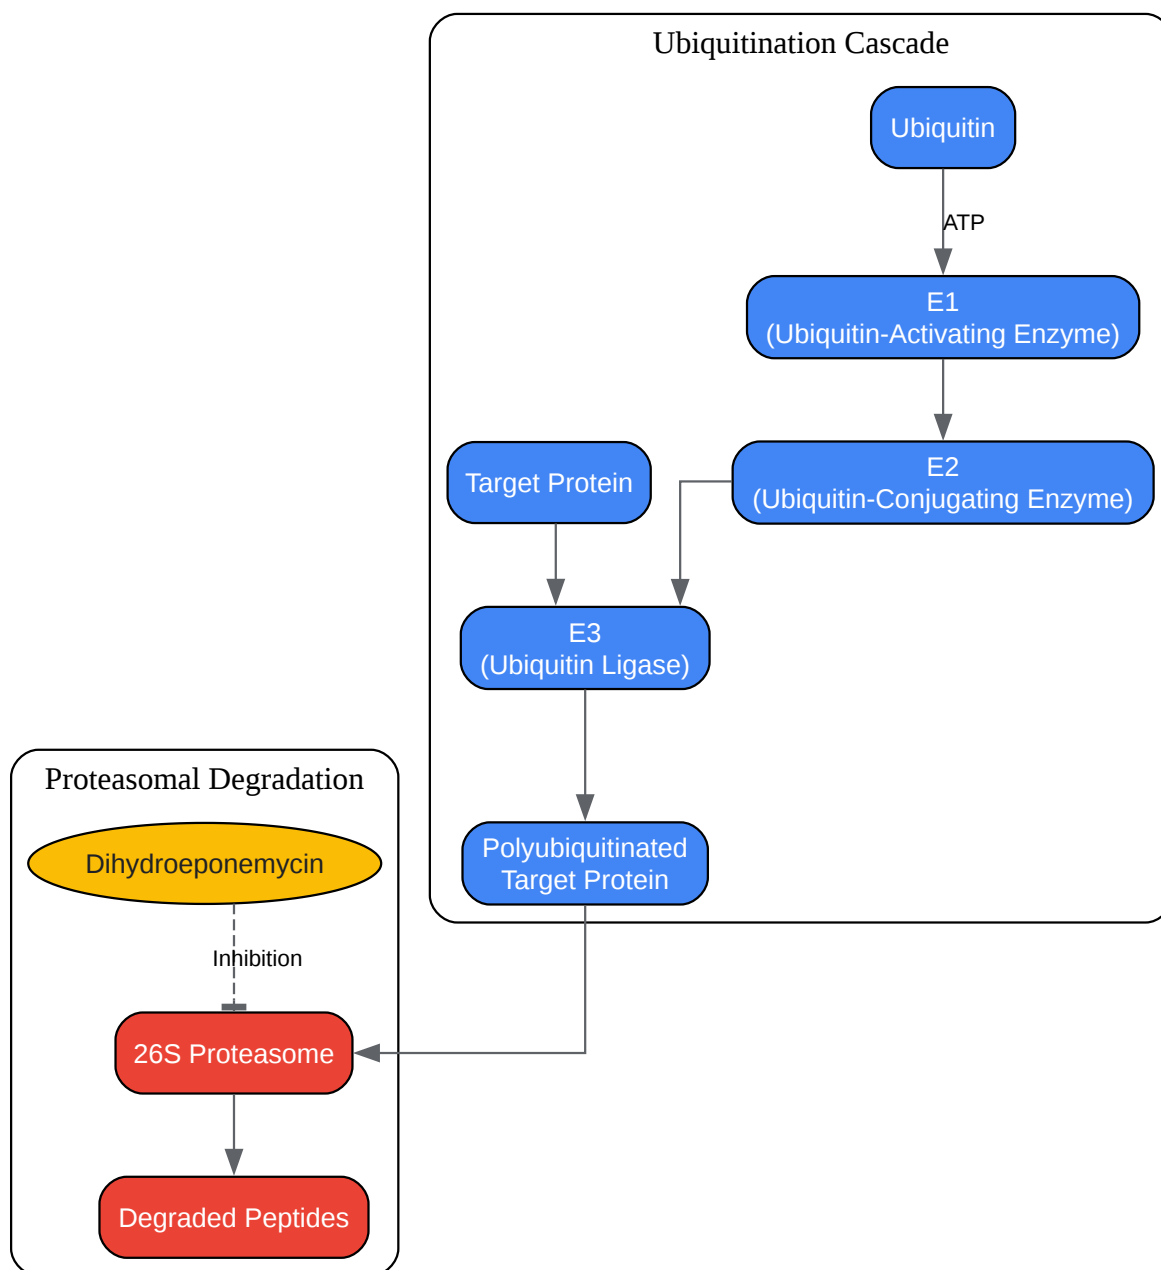 Ubiquitination Cascade
Ubiquitin
ATP
E1
(Ubiquitin-Activating Enzyme)
E2
(Ubiquitin-Conjugating Enzyme)
Target Protein
E3
(Ubiquitin Ligase)
Polyubiquitinated
Target Protein
Proteasomal Degradation
Dihydroeponemycin
Inhibition
26S Proteasome
Degraded Peptides